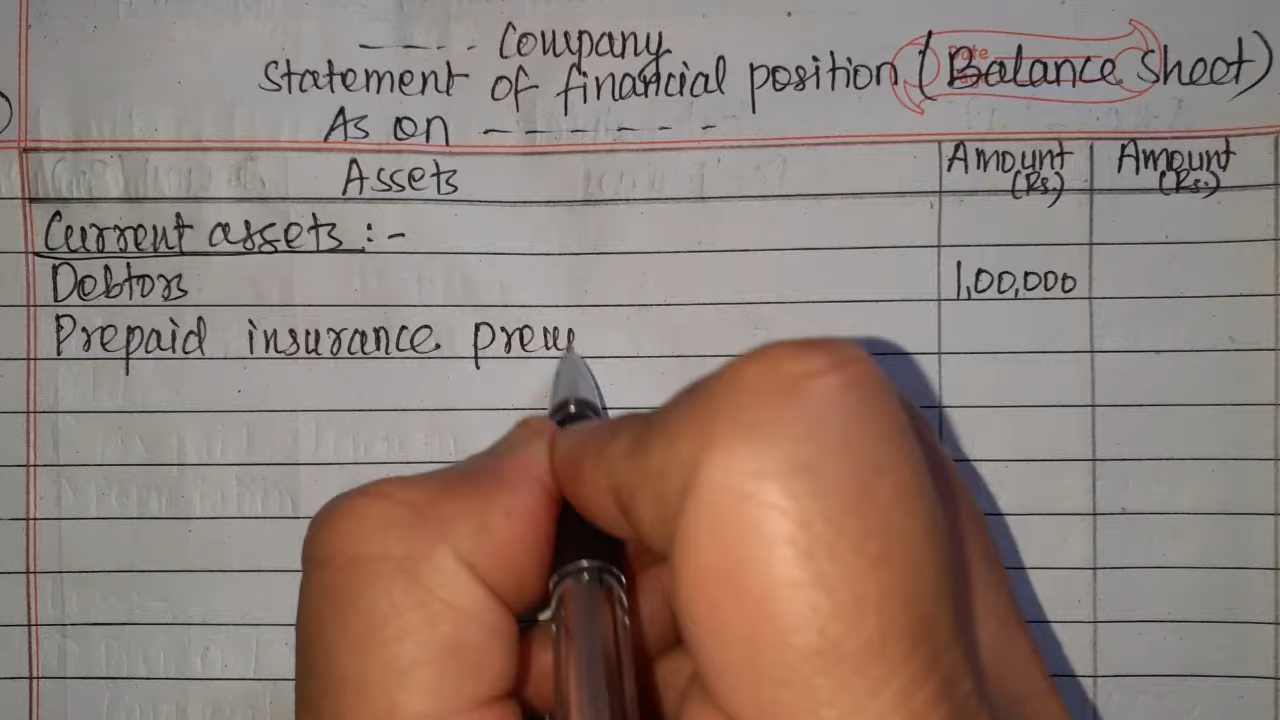 ---- Company
Statement of financial position (Balance Sheet)
As on -------
Assets Amount (Rs.) Amount (Rs.)
Current assets :-
Debtors 1,00,000
Prepaid insurance